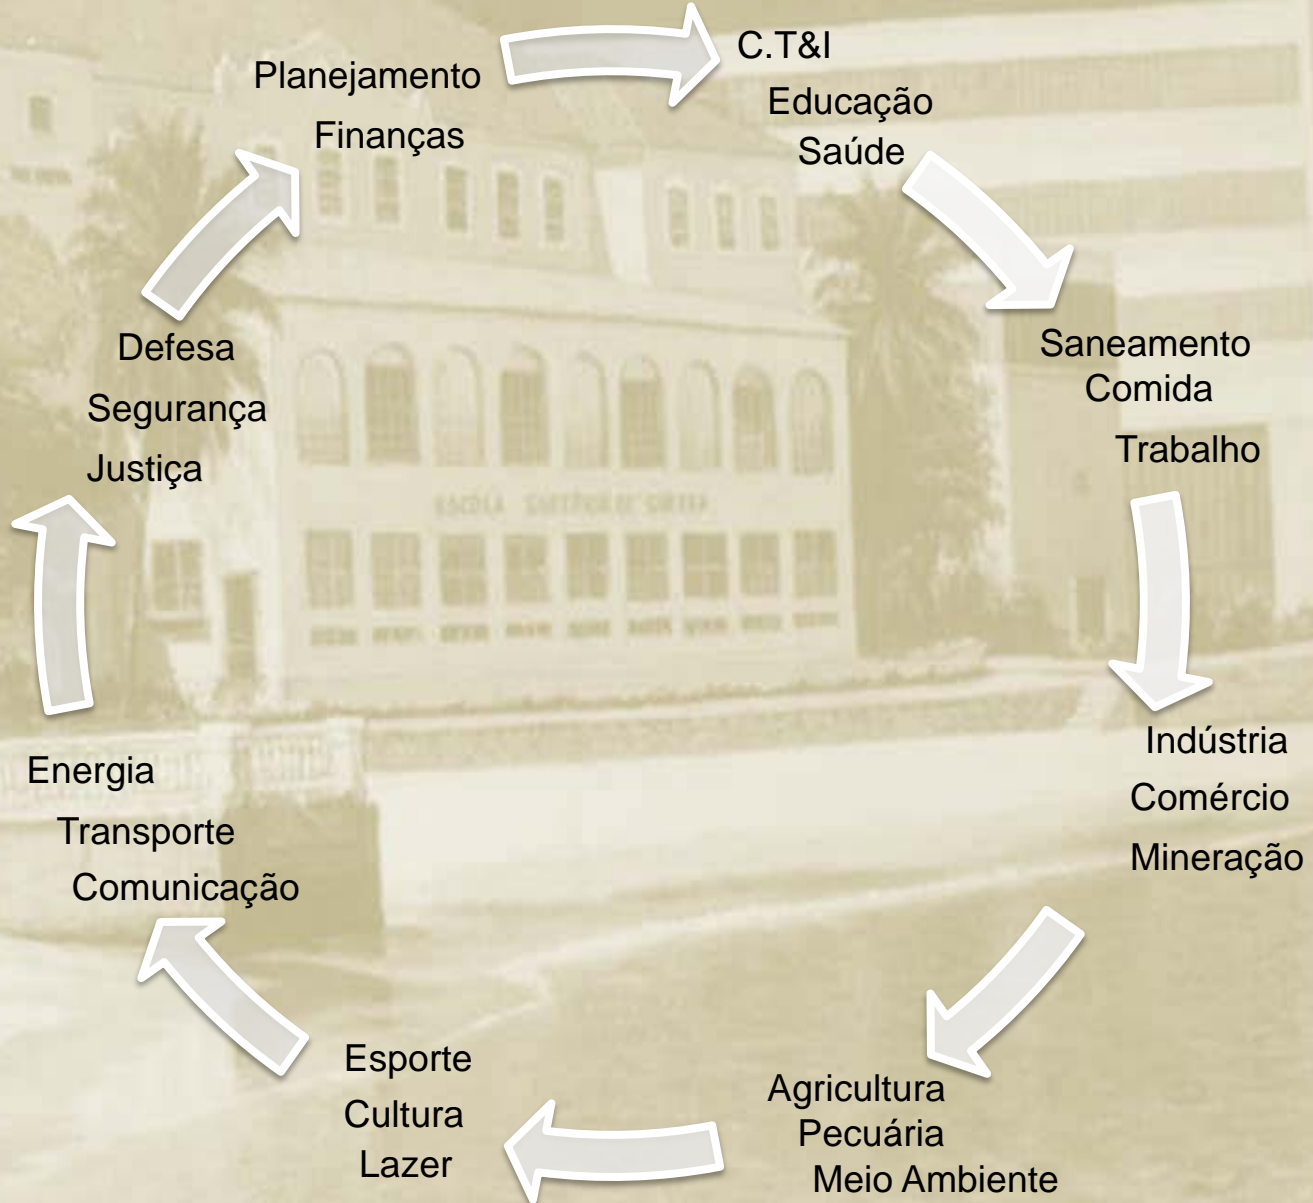 C.T&I
Educação
Saúde
Saneamento
Comida
Trabalho
Indústria
Comércio
Mineração
Agricultura
Pecuária
Meio Ambiente
Esporte
Cultura
Lazer
Energia
Transporte
Comunicação
Defesa
Segurança
Justiça
Planejamento
Finanças